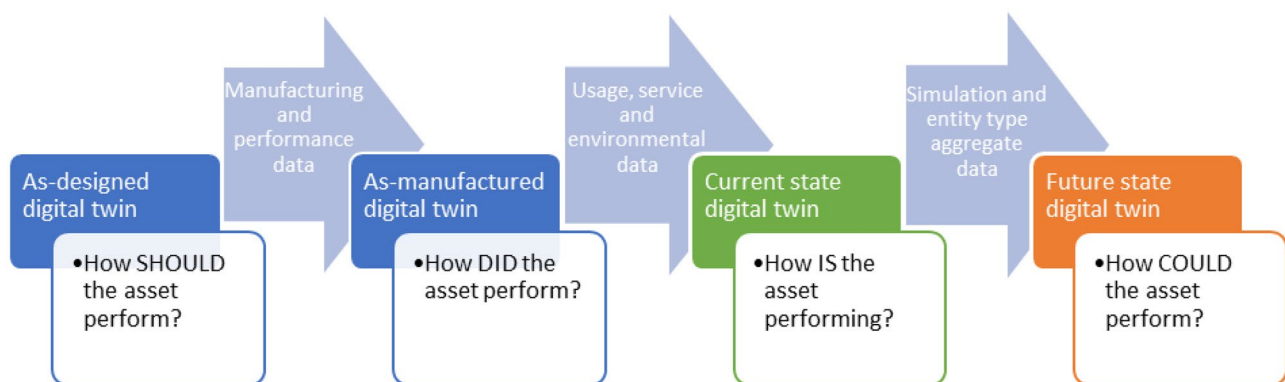 Manufacturing
and
performance
data
Usage, service
and
environmental
data
Simulation and
entity type
aggregate
data
As-designed
digital twin
•How SHOULD
the asset
perform?
As-manufactured
digital twin
•How DID the
asset perform?
Current state
digital twin
•How IS the
asset
performing?
Future state
digital twin
•How COULD
the asset
perform?